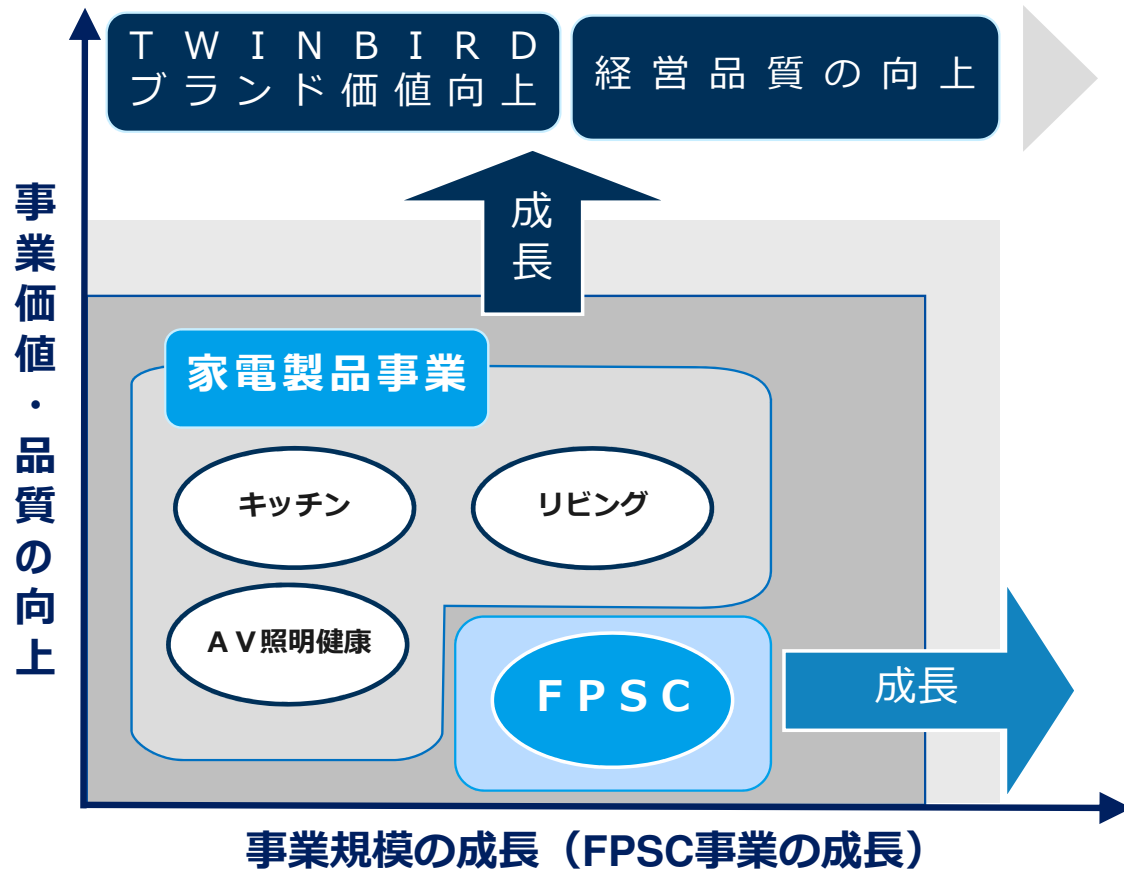 ＴＷＩＮＢＩＲＤ
ブランド価値向上
経営品質の向上
成長
事業価値・品質の向上
家電製品事業
キッチン
リビング
ＡＶ照明健康
ＦＰＳＣ
成長
事業規模の成長（FPSC事業の成長）